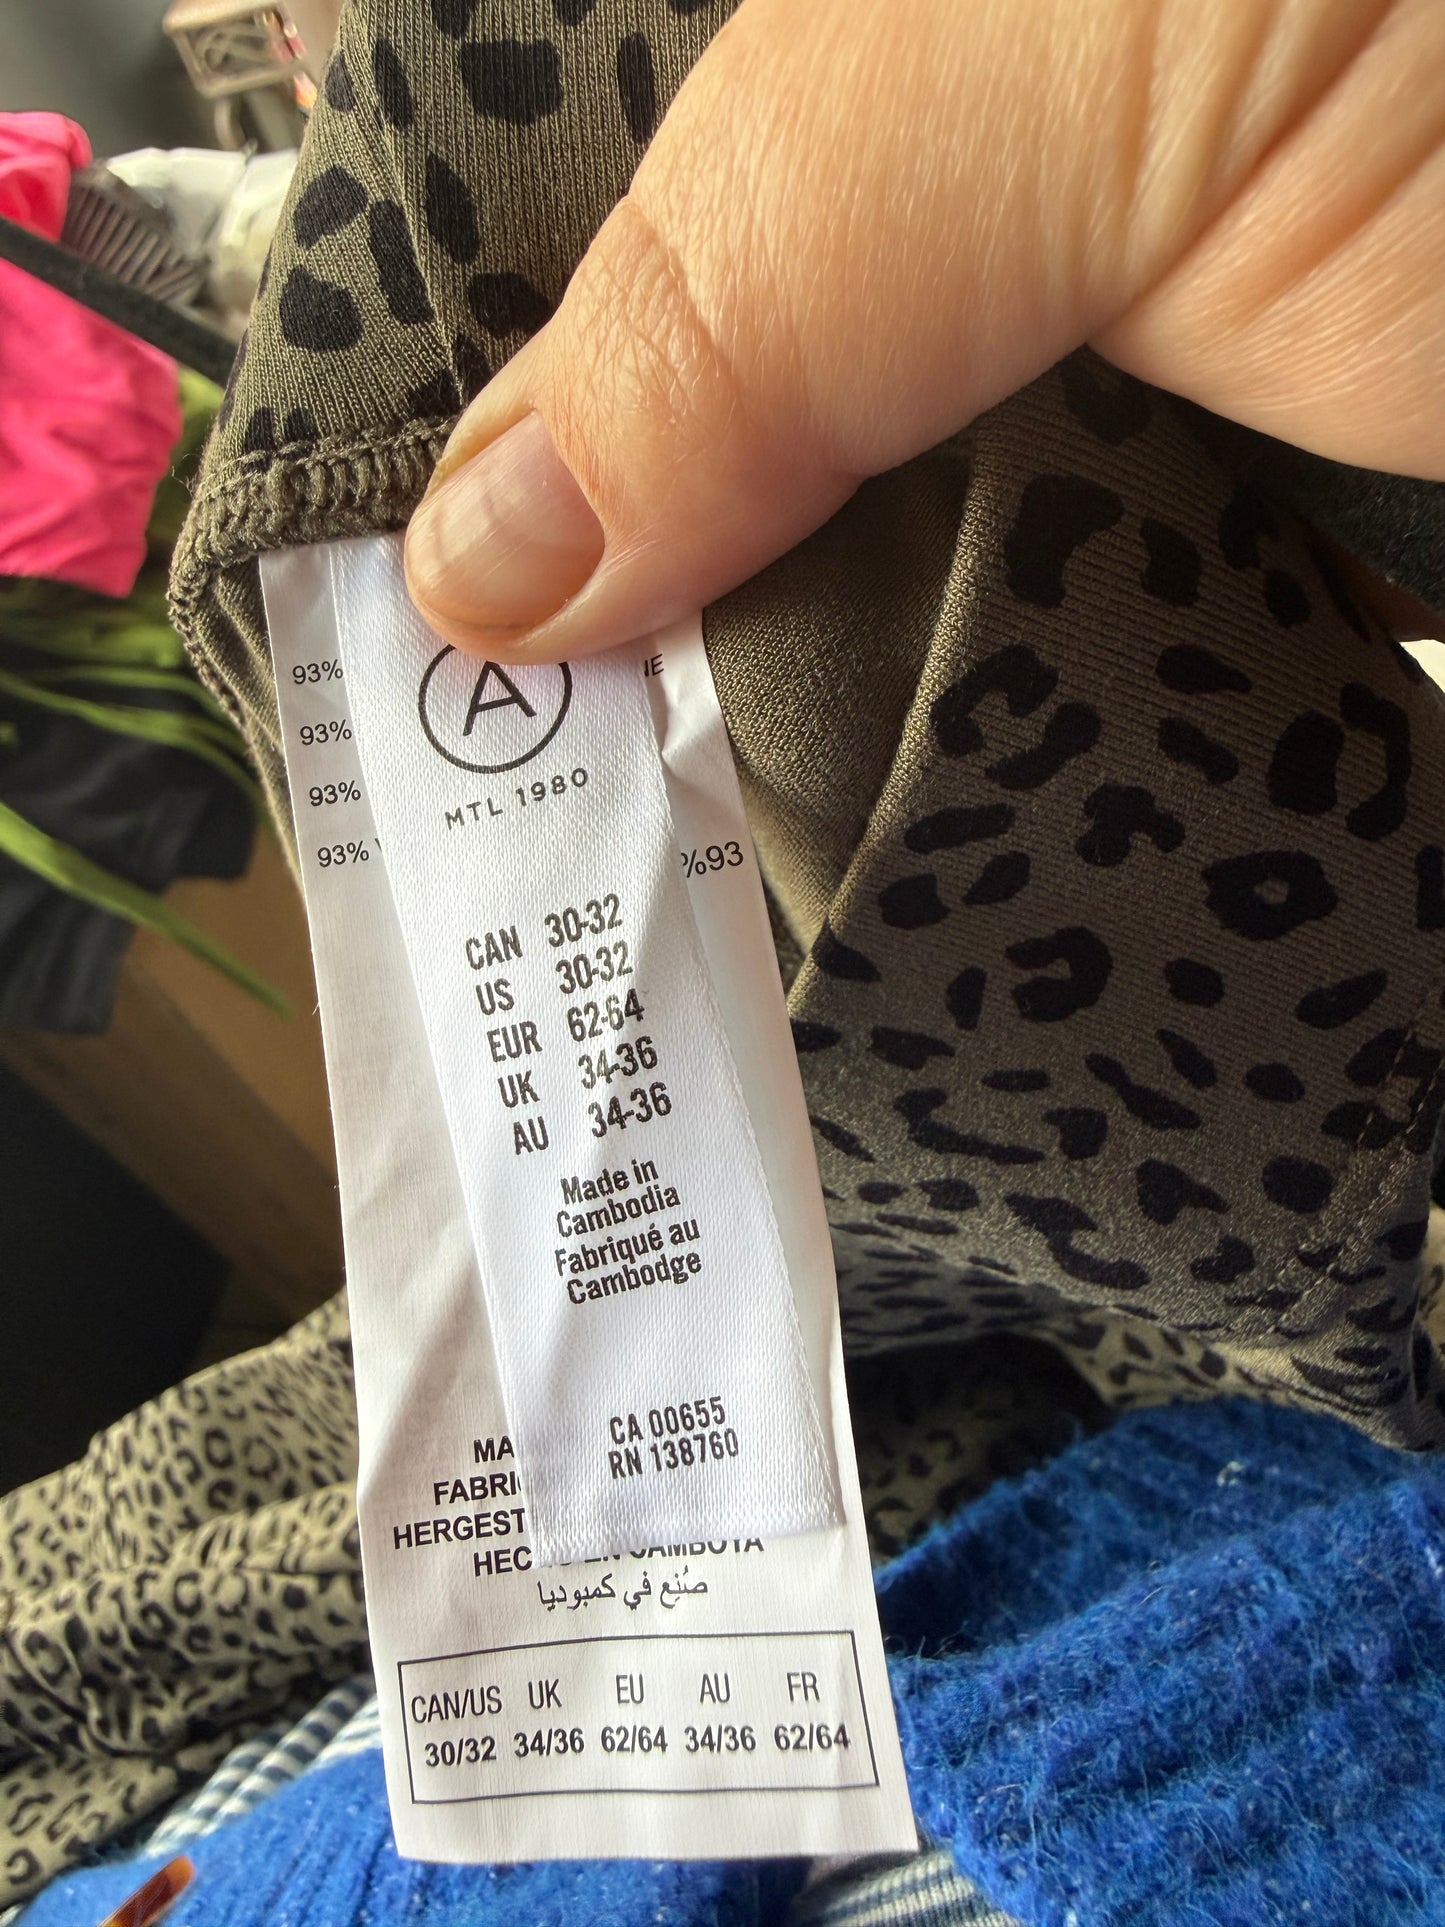 A
MTL 1980
CAN 30-32
US 30-32
EUR 62-64
UK 34-36
AU 34-36
Made in
Cambodia
Fabriqué au
Cambodge
CA 00655
RN 138760
93%
93%
93%
93%
%93
صُنِع في كمبوديا
CAN/US UK EU AU FR
30/32 34/36 62/64 34/36 62/64